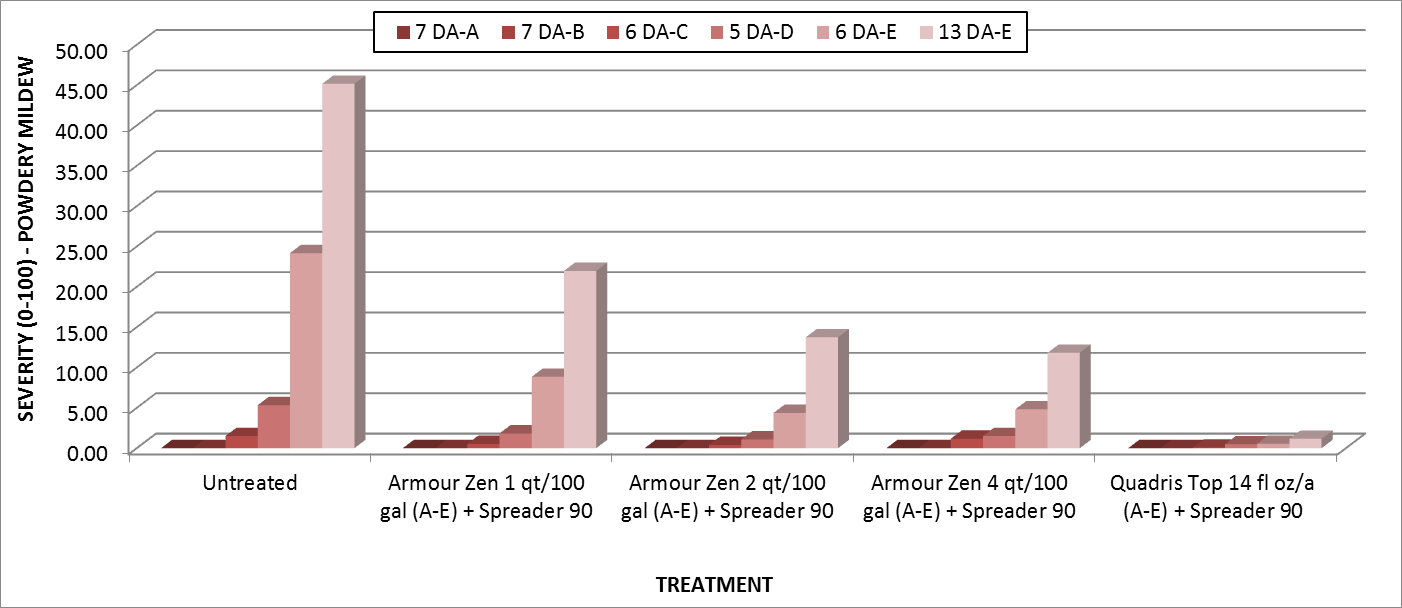 7 DA-A 7 DA-B 6 DA-C 5 DA-D 6 DA-E 13 DA-E
SEVERITY (0-100) - POWDERY MILDEW
50.00
45.00
40.00
35.00
30.00
25.00
20.00
15.00
10.00
5.00
0.00
Untreated
Armour Zen 1 qt/100
gal (A-E) + Spreader 90
Armour Zen 2 qt/100
gal (A-E) + Spreader 90
Armour Zen 4 qt/100
gal (A-E) + Spreader 90
Quadris Top 14 fl oz/a
(A-E) + Spreader 90
TREATMENT